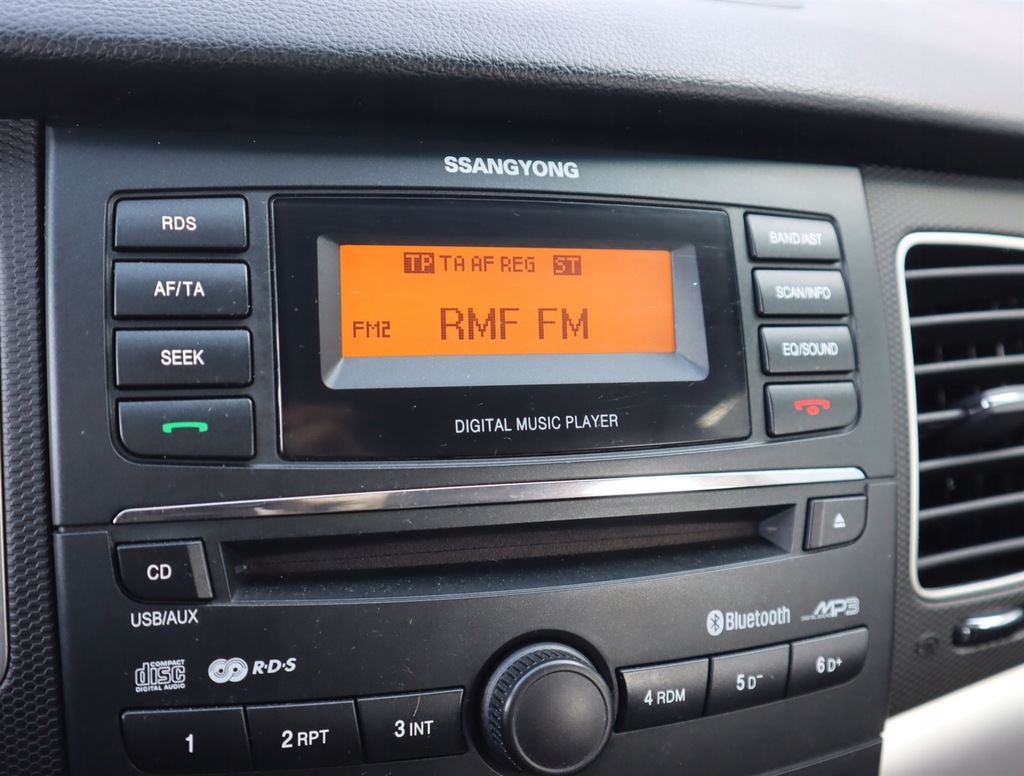 SSANGYONG
RDS
AF/TA
SEEK
TP TA AF REG ST
FM2 RMF FM
DIGITAL MUSIC PLAYER
BAND/AST
SCAN/INFO
EQ/SOUND
CD
USB/AUX
COMPACT
disc
DIGITAL AUDIO
R·D·S
Bluetooth
MP3
1
2 RPT
3 INT
4 RDM
5 D-
6 D+